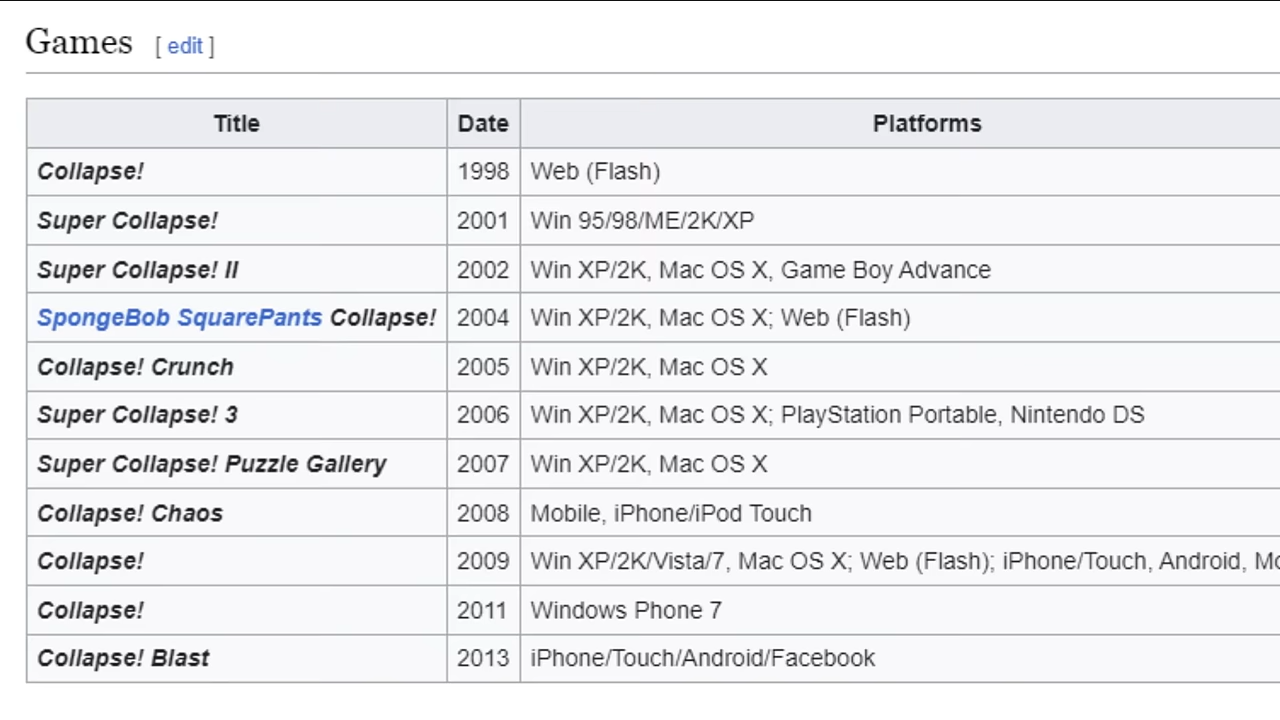 Games [ edit ]
Title Date Platforms
Collapse! 1998 Web (Flash)
Super Collapse! 2001 Win 95/98/ME/2K/XP
Super Collapse! II 2002 Win XP/2K, Mac OS X, Game Boy Advance
SpongeBob SquarePants Collapse! 2004 Win XP/2K, Mac OS X; Web (Flash)
Collapse! Crunch 2005 Win XP/2K, Mac OS X
Super Collapse! 3 2006 Win XP/2K, Mac OS X; PlayStation Portable, Nintendo DS
Super Collapse! Puzzle Gallery 2007 Win XP/2K, Mac OS X
Collapse! Chaos 2008 Mobile, iPhone/iPod Touch
Collapse! 2009 Win XP/2K/Vista/7, Mac OS X; Web (Flash); iPhone/Touch, Android,
Collapse! 2011 Windows Phone 7
Collapse! Blast 2013 iPhone/Touch/Android/Facebook